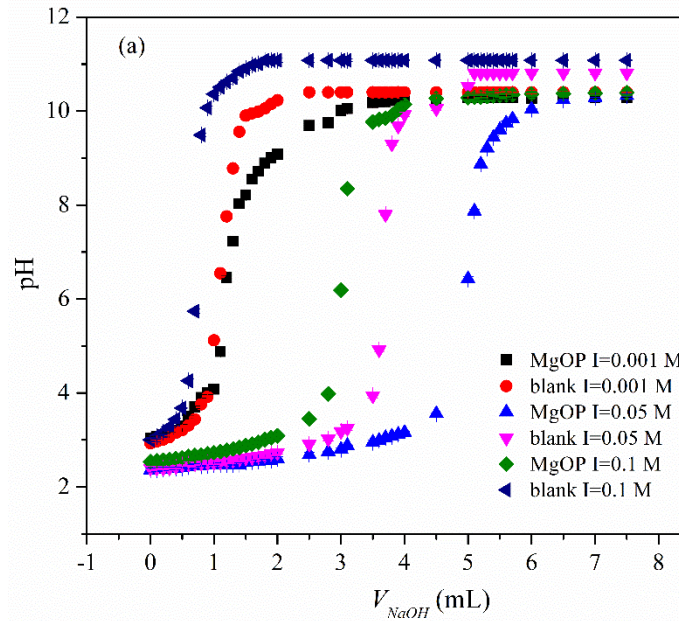 (a)
12
10
8
6
4
2
pH
MgOP I=0.001 M
blank I=0.001 M
MgOP I=0.05 M
blank I=0.05 M
MgOP I=0.1 M
blank I=0.1 M
-1 0 1 2 3 4 5 6 7 8
V_NaOH (mL)